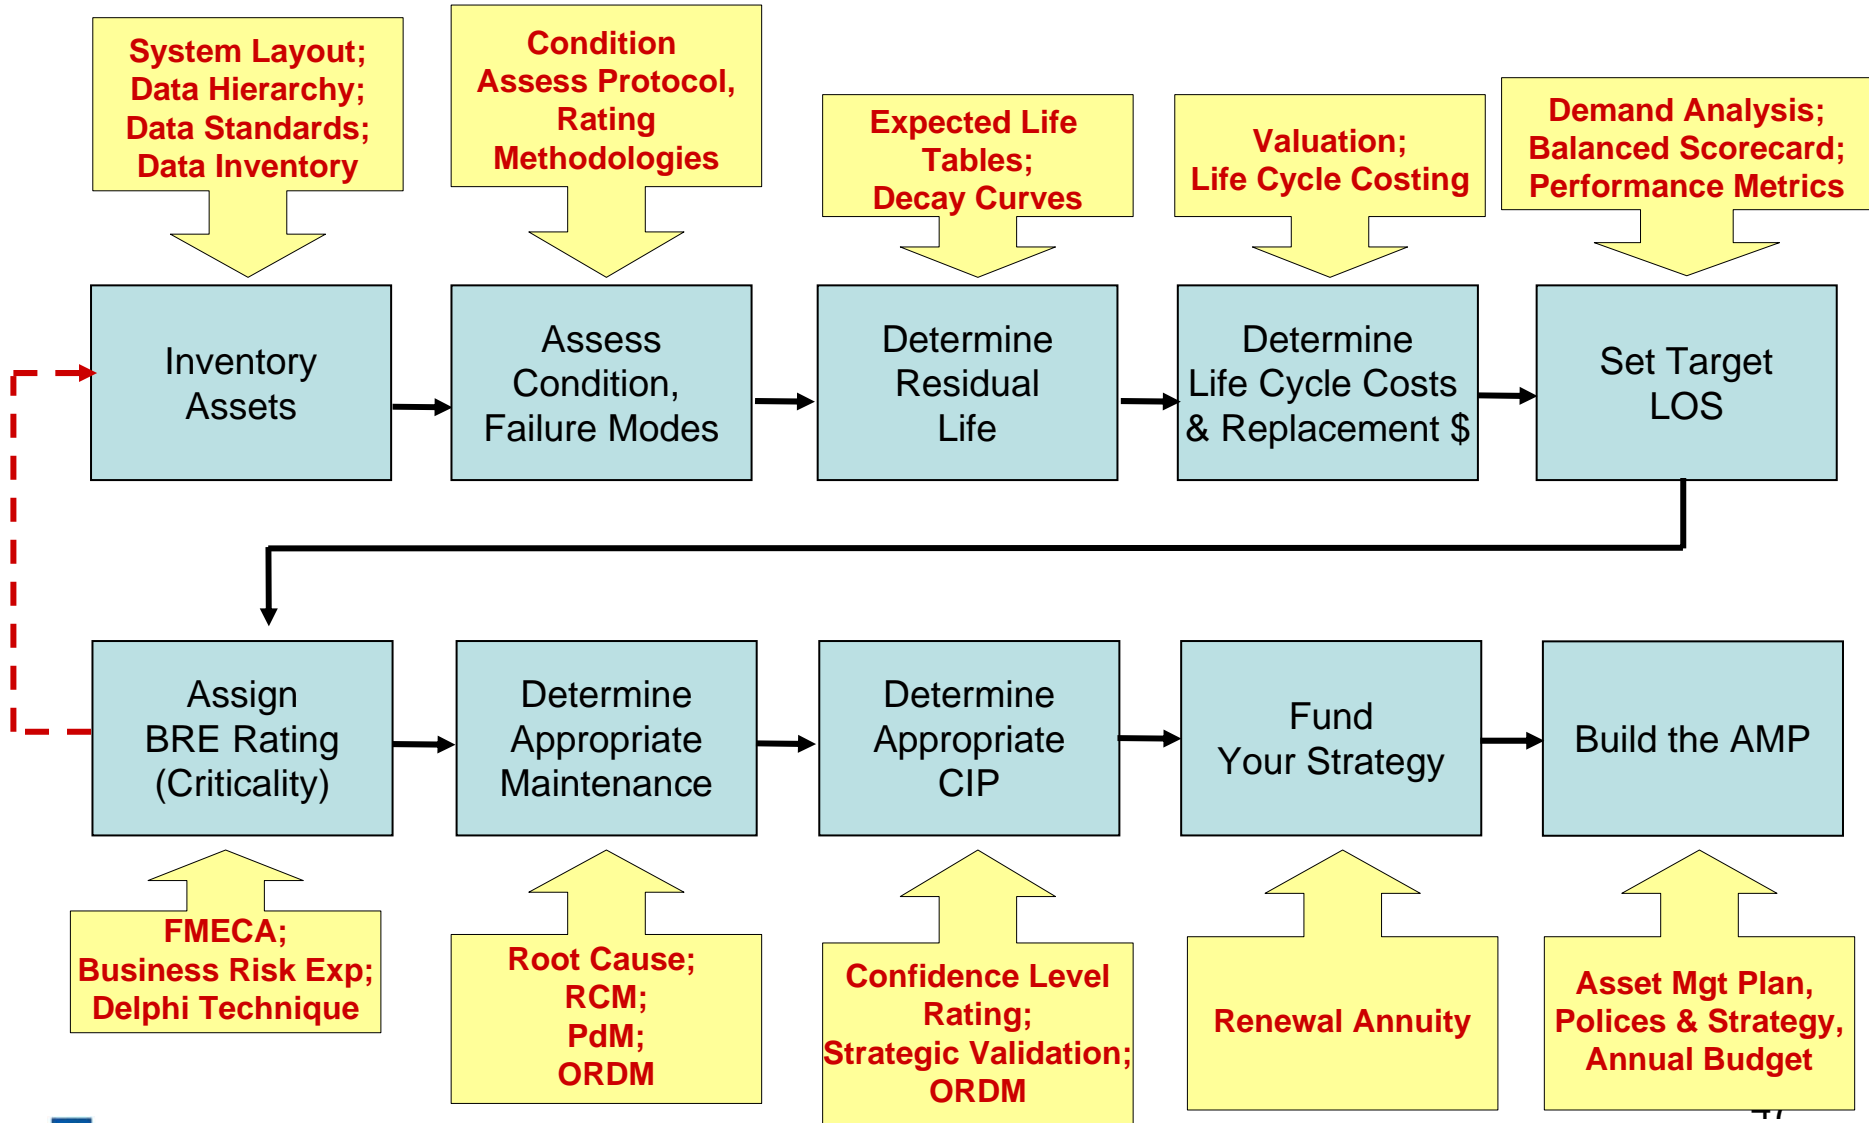 System Layout;
Data Hierarchy;
Data Standards;
Data Inventory
Condition
Assess Protocol,
Rating
Methodologies
Expected Life
Tables;
Decay Curves
Valuation;
Life Cycle Costing
Demand Analysis;
Balanced Scorecard;
Performance Metrics
Inventory
Assets
Assess
Condition,
Failure Modes
Determine
Residual
Life
Determine
Life Cycle Costs
& Replacement $
Set Target
LOS
Assign
BRE Rating
(Criticality)
Determine
Appropriate
Maintenance
Determine
Appropriate
CIP
Fund
Your Strategy
Build the AMP
FMECA;
Business Risk Exp;
Delphi Technique
Root Cause;
RCM;
PdM;
ORDM
Confidence Level
Rating;
Strategic Validation;
ORDM
Renewal Annuity
Asset Mgt Plan,
Polices & Strategy,
Annual Budget
47